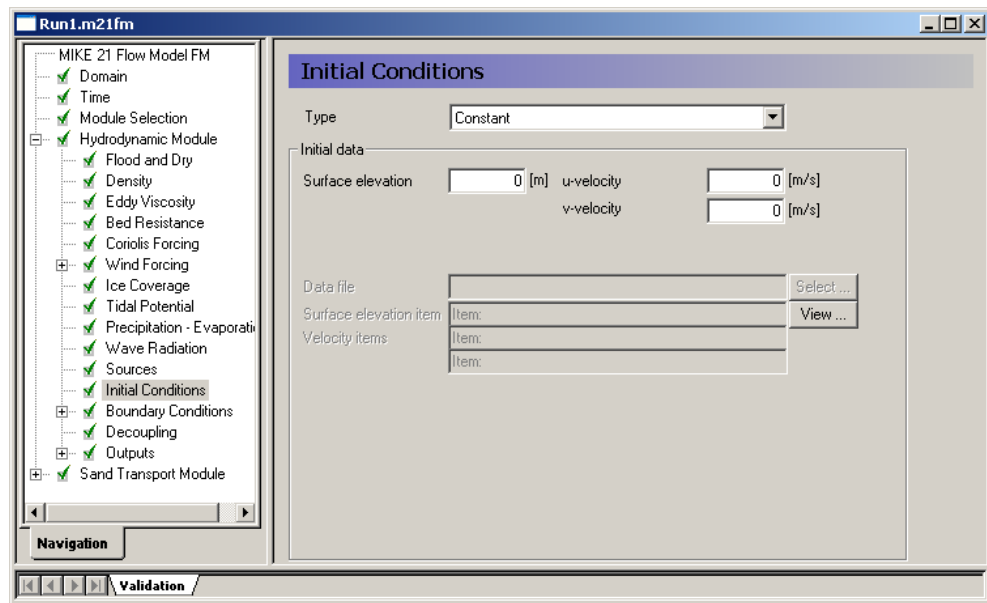 Run1.m21fm
MIKE 21 Flow Model FM
Domain
Time
Module Selection
Hydrodynamic Module
Flood and Dry
Density
Eddy Viscosity
Bed Resistance
Coriolis Forcing
Wind Forcing
Ice Coverage
Tidal Potential
Precipitation - Evaporati
Wave Radiation
Sources
Initial Conditions
Boundary Conditions
Decoupling
Outputs
Sand Transport Module
Navigation
Initial Conditions
Type Constant
Initial data
Surface elevation 0 [m] u-velocity 0 [m/s]
v-velocity 0 [m/s]
Data file Select ...
Surface elevation item Item: View ...
Velocity items Item:
Item:
Validation